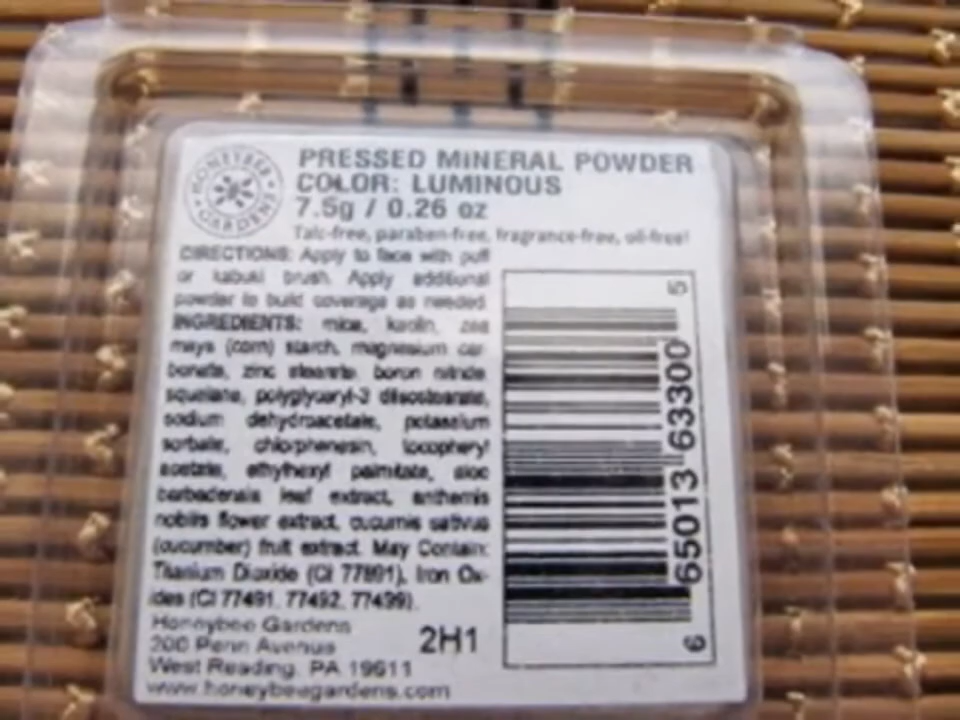 HONEYBEE GARDENS
PRESSED MINERAL POWDER
COLOR: LUMINOUS
7.5g / 0.26 oz
Talc-free, paraben-free, fragrance-free, oil-free!
DIRECTIONS: Apply to face with puff
or kabuki brush. Apply additional
powder to build coverage as needed.
INGREDIENTS: mica, kaolin, zea
mays (corn) starch, magnesium car-
bonate, zinc stearate, boron nitride
squalane, polyglyceryl-3 diisostearate,
sodium dehydroacetate, potassium
sorbate, chlorphenesin, tocopheryl
acetate, ethylhexyl palmitate, aloe
barbadensis leaf extract, anthemis
nobilis flower extract, cucumis sativus
(cucumber) fruit extract. May Contain:
Titanium Dioxide (CI 77891), Iron Ox-
ides (CI 77491, 77492, 77499).
Honeybee Gardens
200 Penn Avenue
West Reading, PA 19611
www.honeybeegardens.com
2H1
6 65013 63300 5